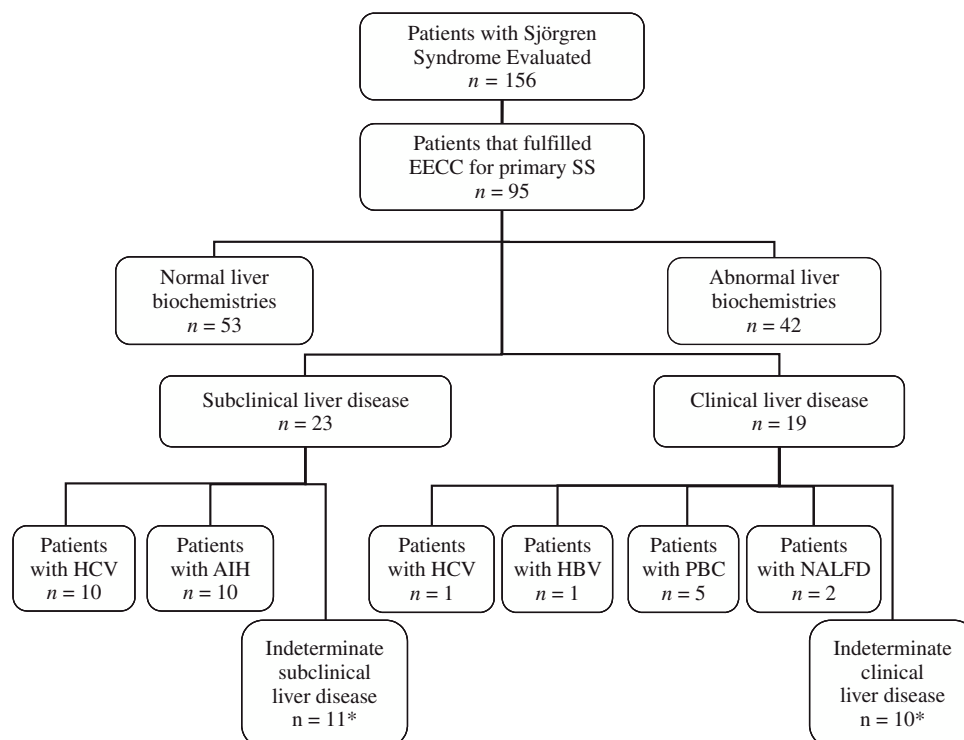 Patients with Sjörgren
Syndrome Evaluated
n = 156
Patients that fulfilled
EECC for primary SS
n = 95
Normal liver
biochemistries
n = 53
Abnormal liver
biochemistries
n = 42
Subclinical liver disease
n = 23
Clinical liver disease
n = 19
Patients
with HCV
n = 10
Patients
with AIH
n = 10
Patients
with HCV
n = 1
Patients
with HBV
n = 1
Patients
with PBC
n = 5
Patients
with NALFD
n = 2
Indeterminate
subclinical
liver disease
n = 11*
Indeterminate
clinical
liver disease
n = 10*